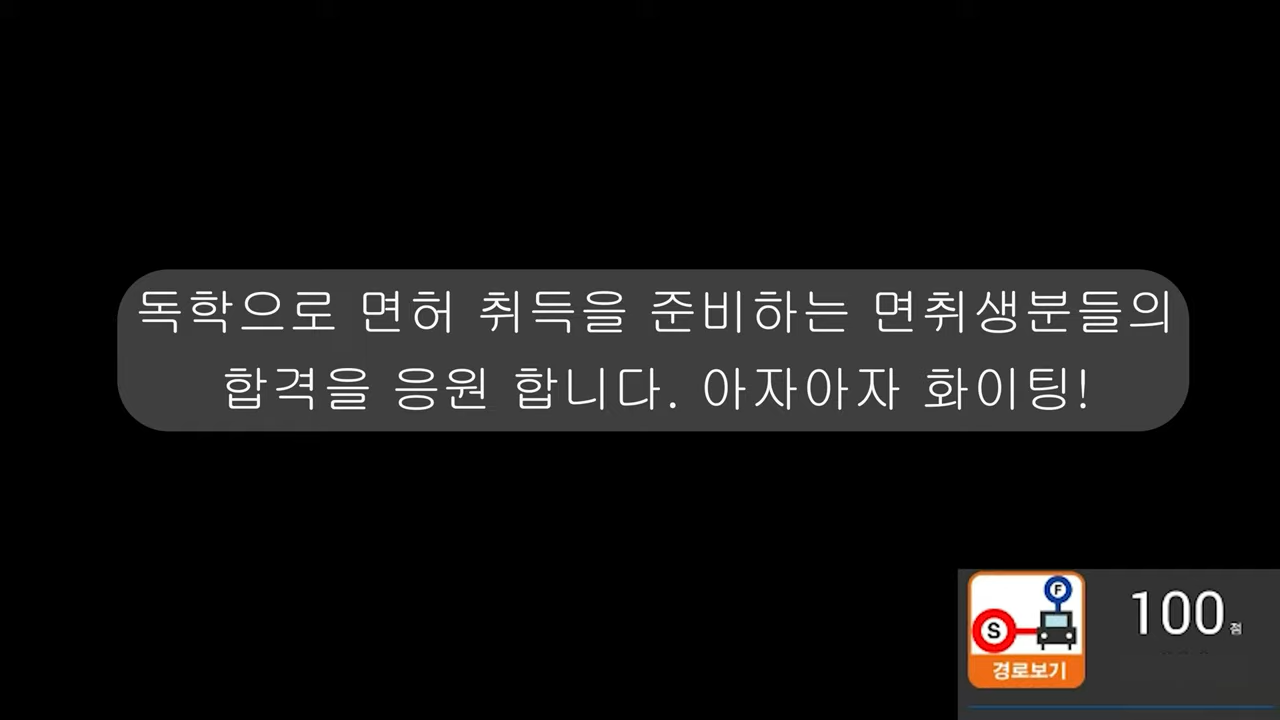 독학으로 면허 취득을 준비하는 면취생분들의
합격을 응원 합니다. 아자아자 화이팅!
F
S
경로보기
100점